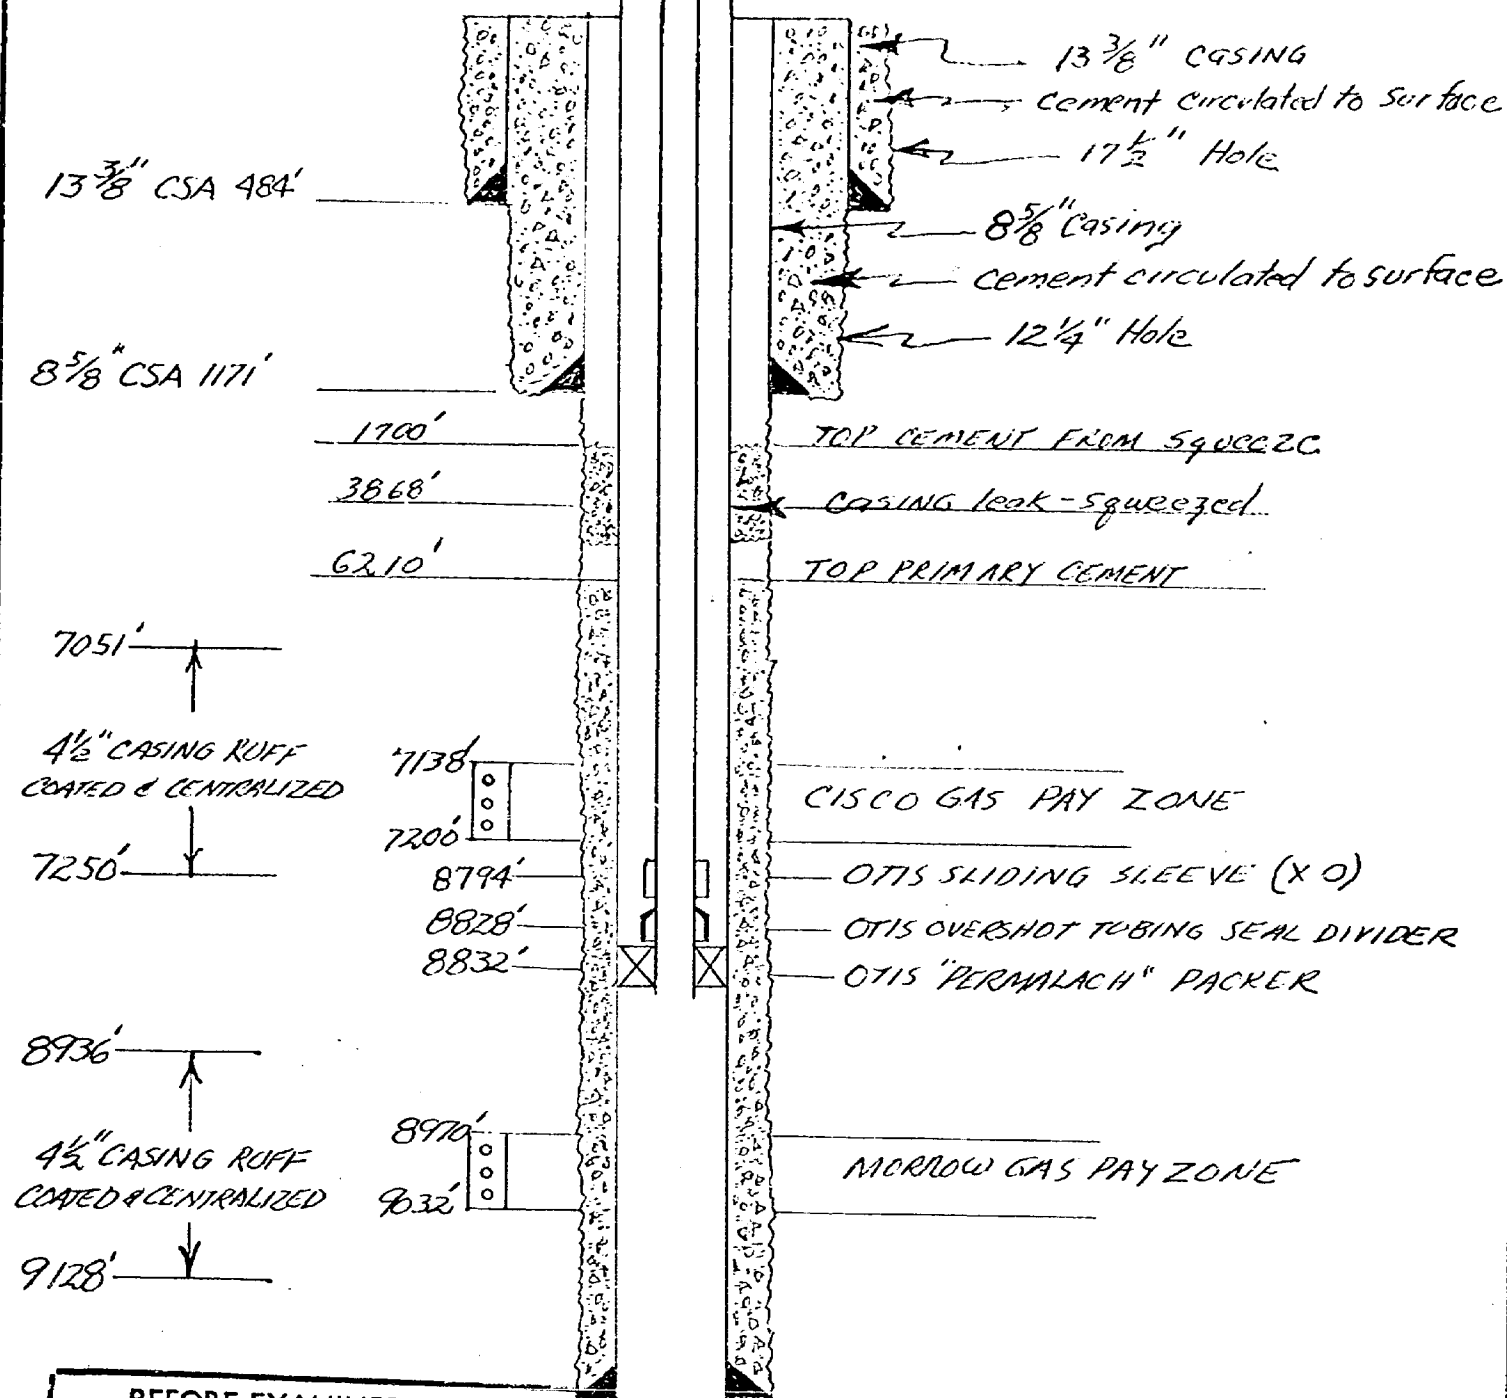 13 3/8" CASING
cement circulated to surface
17 1/2" Hole
13 3/8" CSA 484'
8 5/8" Casing
cement circulated to surface
12 1/4" Hole
8 5/8" CSA 1171'
1700' TOP CEMENT FROM Squeeze
3868' CASING leak-squeezed
6210' TOP PRIMARY CEMENT
7051'
4 1/2" CASING RUFF
COATED & CENTRALIZED
7138'
CISCO GAS PAY ZONE
7200'
7250'
8794' OTIS SLIDING SLEEVE (XO)
8828' OTIS OVERSHOT TUBING SEAL DIVIDER
8832' OTIS "PERMALACH" PACKER
8936'
4 1/2" CASING RUFF
COATED & CENTRALIZED
8970'
MORROW GAS PAY ZONE
9032'
9128'